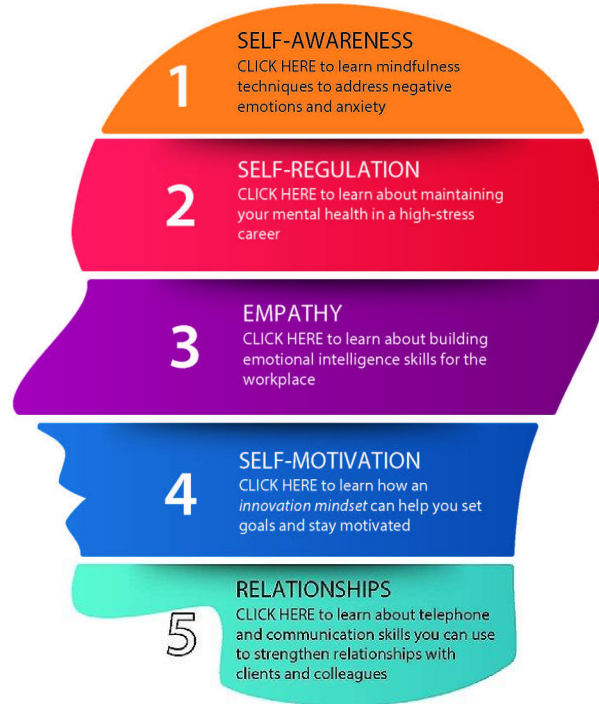 SELF-AWARENESS
1
CLICK HERE to learn mindfulness
techniques to address negative
emotions and anxiety
SELF-REGULATION
2
CLICK HERE to learn about maintaining
your mental health in a high-stress
career
EMPATHY
3
CLICK HERE to learn about building
emotional intelligence skills for the
workplace
SELF-MOTIVATION
4
CLICK HERE to learn how an
innovation mindset can help you set
goals and stay motivated
RELATIONSHIPS
5
CLICK HERE to learn about telephone
and communication skills you can use
to strengthen relationships with
clients and colleagues